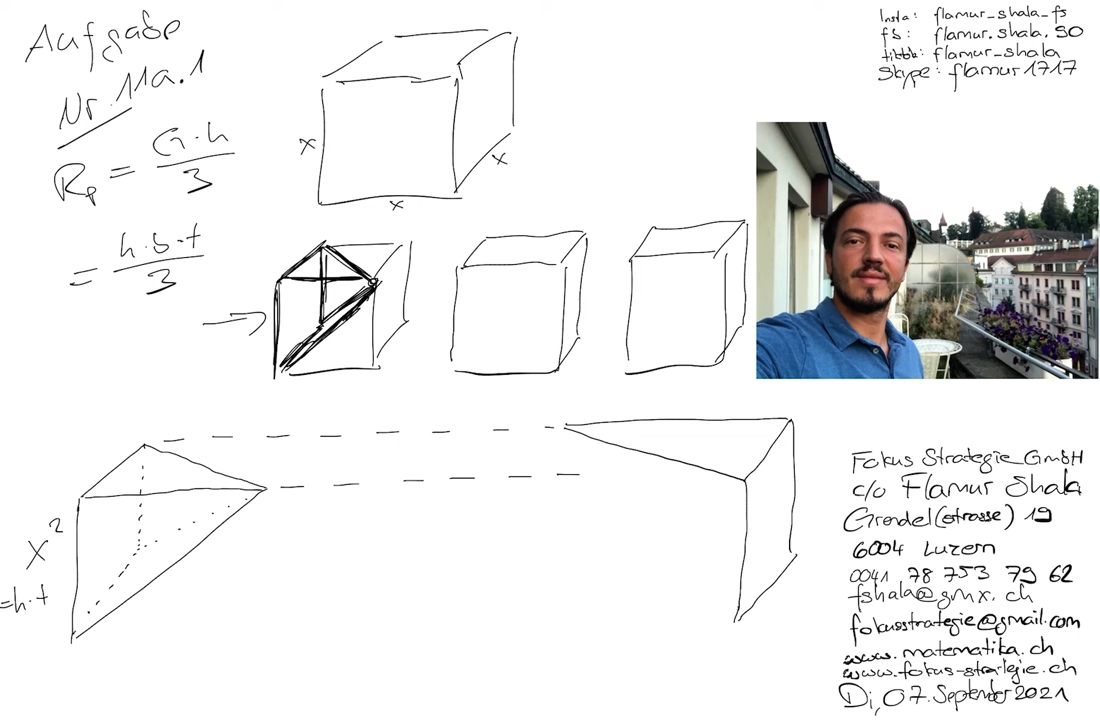 Aufgabe
Nr. 11a.1
Rp = G·h
3
= h·b·t
3
x
x
x
x²
=h·t
Insta: flamur_shala_fs
fb: flamur.shala.90
tiktok: flamur_shala
Skype: flamur1717
Fokus Strategie GmbH
c/o Flamur Shala
Grendel(strasse) 19
6004 Luzern
0041 78 753 79 62
fshala@gmx.ch
fokusstrategie@gmail.com
www.matematika.ch
www.fokus-strategie.ch
Di, 07. September 2021